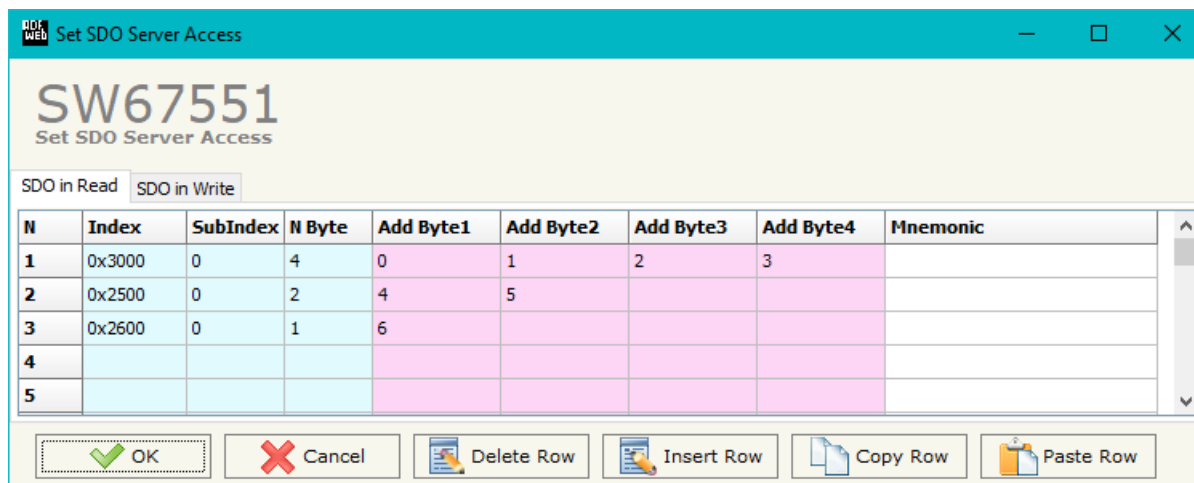 ADF WEB Set SDO Server Access
SW67551
Set SDO Server Access
SDO in Read SDO in Write
N Index SubIndex N Byte Add Byte1 Add Byte2 Add Byte3 Add Byte4 Mnemonic
1 0x3000 0 4 0 1 2 3
2 0x2500 0 2 4 5
3 0x2600 0 1 6
4
5
OK Cancel Delete Row Insert Row Copy Row Paste Row